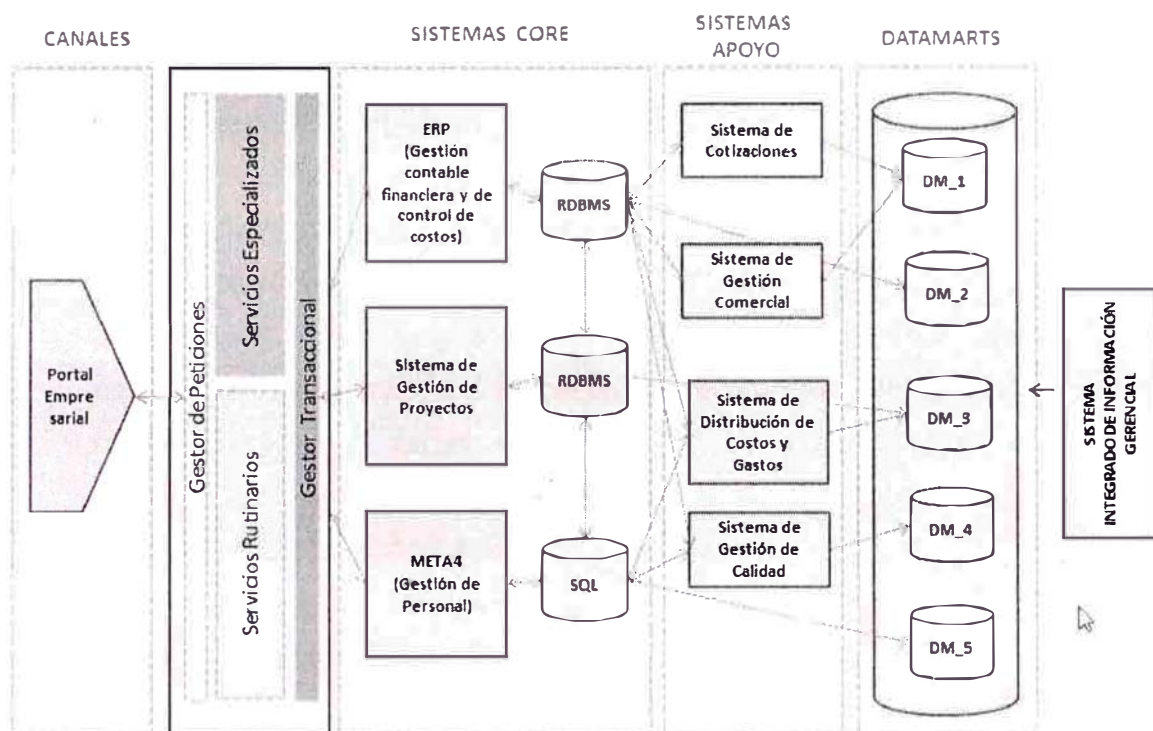 CANALES
SISTEMAS CORE
SISTEMAS
APOYO
DATAMARTS
Portal
Empre
sarial
Gestor de Peticiones
Servicios Especializados
Servicios Rutinarios
Gestor Transaccional
ERP
(Gestión
contable
financiera y de
control de
costos)
RDBMS
Sistema de
Gestión de
Proyectos
RDBMS
META4
(Gestión de
Personal)
SQL
Sistema de
Cotizaciones
Sistema de
Gestión
Comercial
Sistema de
Distribución de
Costos y
Gastos
Sistema de
Gestión de
Calidad
DM_1
DM_2
DM_3
DM_4
DM_5
SISTEMA
INTEGRADO DE INFORMACIÓN
GERENCIAL